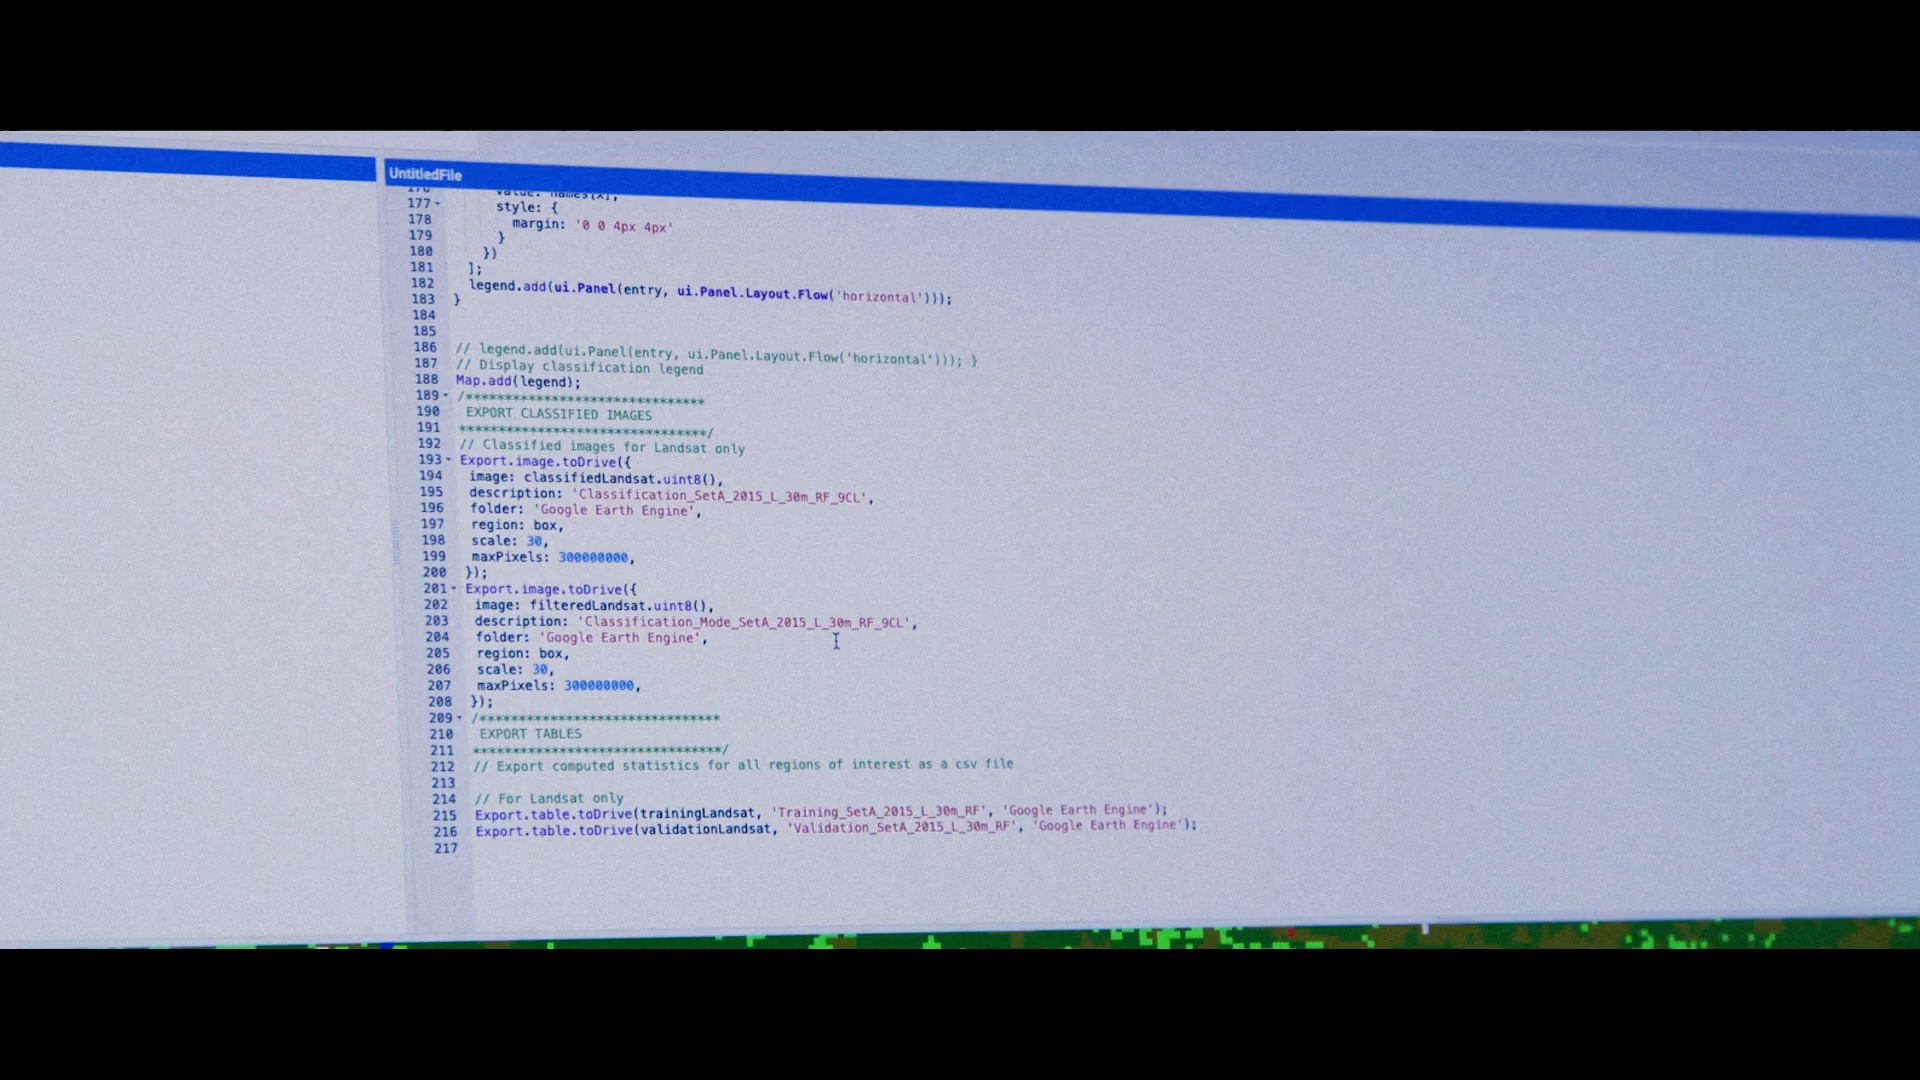 UntitledFile
176 value: names[x],
177 style: {
178 margin: '0 0 4px 4px'
179 }
180 })
181 ];
182 legend.add(ui.Panel(entry, ui.Panel.Layout.Flow('horizontal')));
183 }
184
185
186 // legend.add(ui.Panel(entry, ui.Panel.Layout.Flow('horizontal'))); }
187 // Display classification legend
188 Map.add(legend);
189 /*******************************
190 EXPORT CLASSIFIED IMAGES
191 ********************************/
192 // Classified images for Landsat only
193 Export.image.toDrive({
194 image: classifiedLandsat.uint8(),
195 description: 'Classification_SetA_2015_L_30m_RF_9CL',
196 folder: 'Google Earth Engine',
197 region: box,
198 scale: 30,
199 maxPixels: 300000000,
200 });
201 Export.image.toDrive({
202 image: filteredLandsat.uint8(),
203 description: 'Classification_Mode_SetA_2015_L_30m_RF_9CL',
204 folder: 'Google Earth Engine',
205 region: box,
206 scale: 30,
207 maxPixels: 300000000,
208 });
209 /*******************************
210 EXPORT TABLES
211 ********************************/
212 // Export computed statistics for all regions of interest as a csv file
213
214 // For Landsat only
215 Export.table.toDrive(trainingLandsat, 'Training_SetA_2015_L_30m_RF', 'Google Earth Engine');
216 Export.table.toDrive(validationLandsat, 'Validation_SetA_2015_L_30m_RF', 'Google Earth Engine');
217